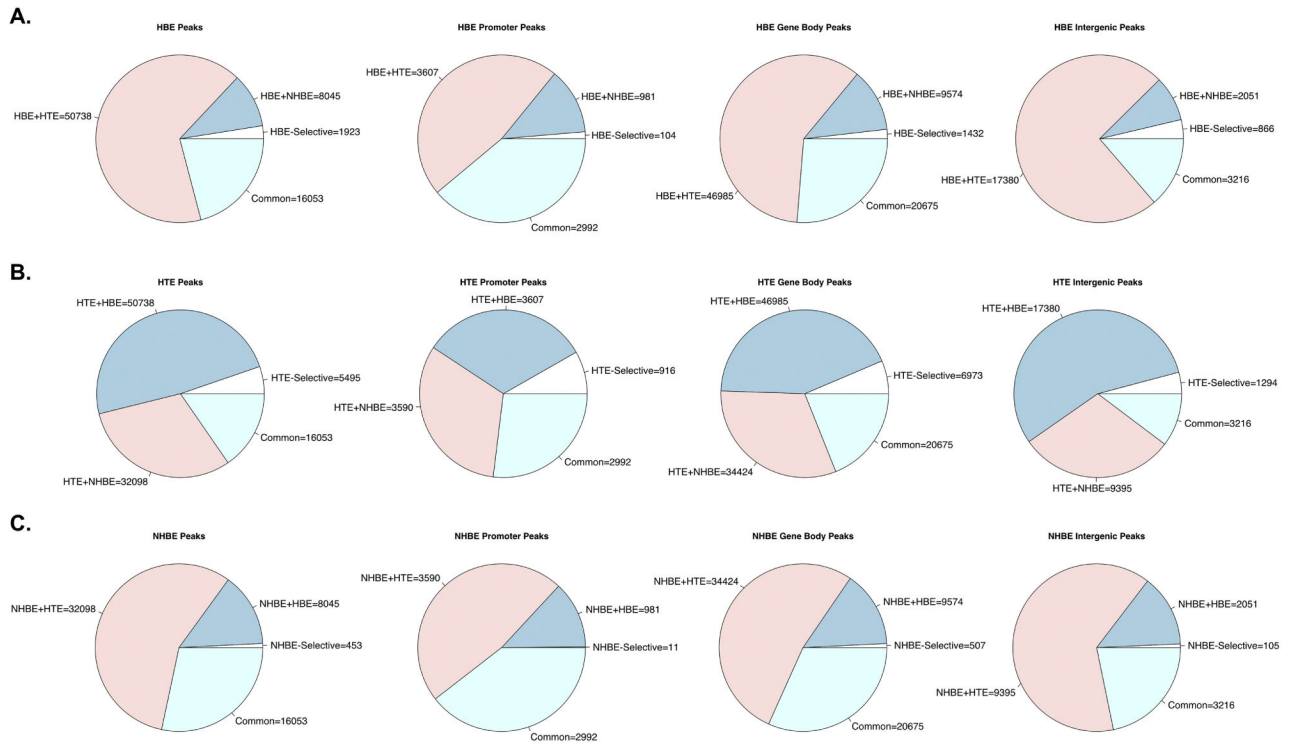 A.
HBE Peaks
HBE+HTE=50738
HBE+NHBE=8045
HBE-Selective=1923
Common=16053
HBE Promoter Peaks
HBE+HTE=3607
HBE+NHBE=981
HBE-Selective=104
Common=2992
HBE Gene Body Peaks
HBE+NHBE=9574
HBE-Selective=1432
HBE+HTE=46985
Common=20675
HBE Intergenic Peaks
HBE+NHBE=2051
HBE-Selective=866
HBE+HTE=17380
Common=3216
B.
HTE Peaks
HTE+HBE=50738
HTE-Selective=5495
Common=16053
HTE+NHBE=32098
HTE Promoter Peaks
HTE+HBE=3607
HTE-Selective=916
HTE+NHBE=3590
Common=2992
HTE Gene Body Peaks
HTE+HBE=46985
HTE-Selective=6973
Common=20675
HTE+NHBE=34424
HTE Intergenic Peaks
HTE+HBE=17380
HTE-Selective=1294
Common=3216
HTE+NHBE=9395
C.
NHBE Peaks
NHBE+HTE=32098
NHBE+HBE=8045
NHBE-Selective=453
Common=16053
NHBE Promoter Peaks
NHBE+HTE=3590
NHBE+HBE=981
NHBE-Selective=11
Common=2992
NHBE Gene Body Peaks
NHBE+HTE=34424
NHBE+HBE=9574
NHBE-Selective=507
Common=20675
NHBE Intergenic Peaks
NHBE+HBE=2051
NHBE-Selective=105
NHBE+HTE=9395
Common=3216